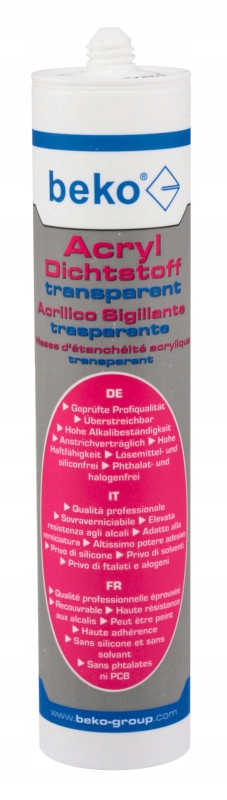 beko®
Acryl
Dichtstoff
transparent
Acrilico Sigillante
trasparente
Masse d'étanchéité acrylique
transparent
DE
▶ Geprüfte Profiqualität
▶ Überstreichbar
▶ Hohe Alkalibeständigkeit
▶ Anstrichverträglich ▶ Hohe
Haftfähigkeit ▶ Lösemittel- und
siliconfrei ▶ Phthalat- und
halogenfrei
IT
▶ Qualità professionale
▶ Sovraverniciabile ▶ Elevata
resistenza agli alcali ▶ Adatto alla
verniciatura ▶ Altissimo potere adesivo
▶ Privo di silicone ▶ Privo di solventi
▶ Privo di ftalati e alogeni
FR
▶ Qualité professionnelle éprouvée
▶ Recouvrable ▶ Haute résistance
aux alcalis ▶ Peut être peint
▶ Haute adhérence
▶ Sans silicone et sans
solvant
▶ Sans phtalates
ni PCB
www.beko-group.com